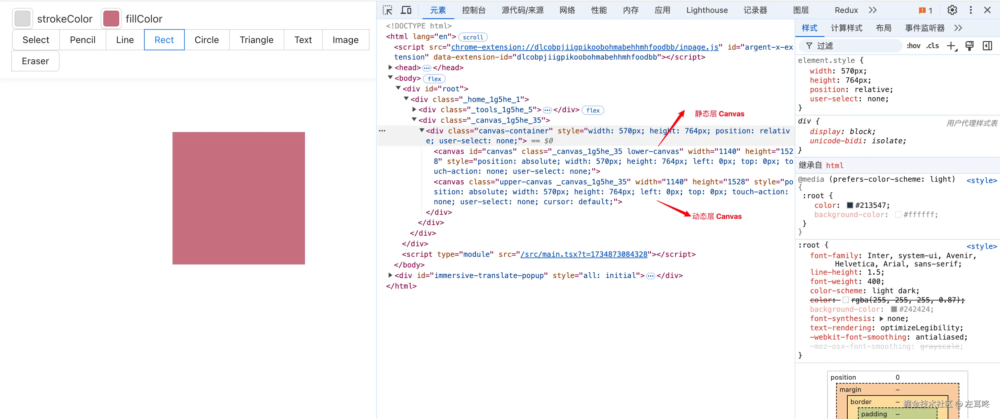 strokeColor fillColor
Select Pencil Line Rect Circle Triangle Text Image
Eraser
元素 控制台 源代码/来源 网络 性能 内存 应用 Lighthouse 记录器 图层 Redux 1
<!DOCTYPE html>
<html lang="en"> scroll
<script src="chrome-extension://dlcobpjiigpikoobohmabehhmhfoodbb/inpage.js" id="argent-x-ex
tension" data-extension-id="dlcobpjiigpikoobohmabehhmhfoodbb"></script>
<head> … </head>
<body> flex
<div id="root">
<div class="_home_1g5he_1">
<div class="_tools_1g5he_5"> … </div> flex
<div class="_canvas_1g5he_35">
静态层 Canvas
<div class="canvas-container" style="width: 570px; height: 764px; position: relativ
e; user-select: none;"> == $0
<canvas id="canvas" class="_canvas_1g5he_35 lower-canvas" width="1140" height="152
8" style="position: absolute; width: 570px; height: 764px; left: 0px; top: 0px; to
uch-action: none; user-select: none;">
<canvas class="upper-canvas _canvas_1g5he_35" width="1140" height="1528" style="po
sition: absolute; width: 570px; height: 764px; left: 0px; top: 0px; touch-action:
none; user-select: none; cursor: default;">
</div>
动态层 Canvas
</div>
</div>
</div>
<script type="module" src="/src/main.tsx?t=1734873084328"></script>
</body>
<div id="immersive-translate-popup" style="all: initial"> … </div>
</html>
样式 计算样式 布局 事件监听器
过滤 :hov .cls
element.style {
width: 570px;
height: 764px;
position: relative;
user-select: none;
}
div { 用户代理样式表
display: block;
unicode-bidi: isolate;
}
继承自 html
@media (prefers-color-scheme: light) <style>
{
:root {
color: #213547;
background-color: #ffffff;
}
}
:root { <style>
font-family: Inter, system-ui, Avenir,
Helvetica, Arial, sans-serif;
line-height: 1.5;
font-weight: 400;
color-scheme: light dark;
color: rgba(255, 255, 255, 0.87);
background-color: #242424;
font-synthesis: none;
text-rendering: optimizeLegibility;
-webkit-font-smoothing: antialiased;
-moz-osx-font-smoothing: grayscale;
}
position 0
margin –
border –
掘金技术社区 @ 左耳咚
padding –